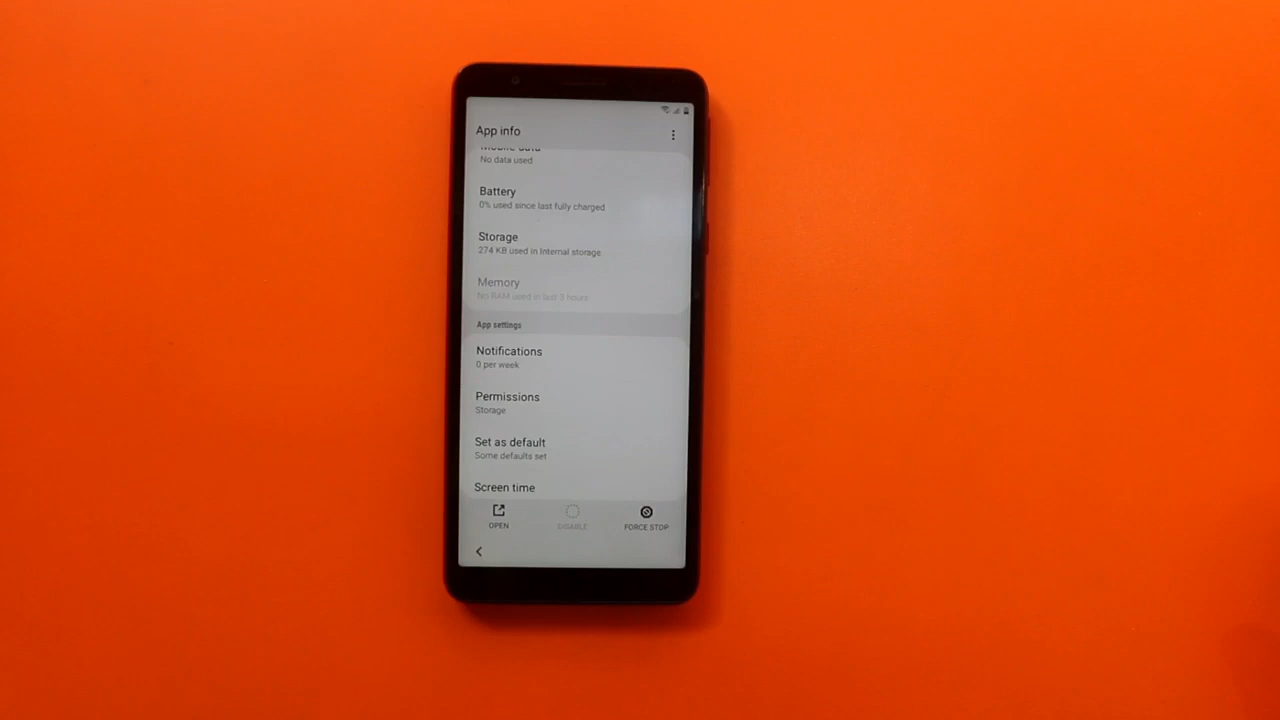 App info
Mobile data
No data used
Battery
0% used since last fully charged
Storage
274 KB used in Internal storage
Memory
No RAM used in last 3 hours
App settings
Notifications
0 per week
Permissions
Storage
Set as default
Some defaults set
Screen time
OPEN
DISABLE
FORCE STOP